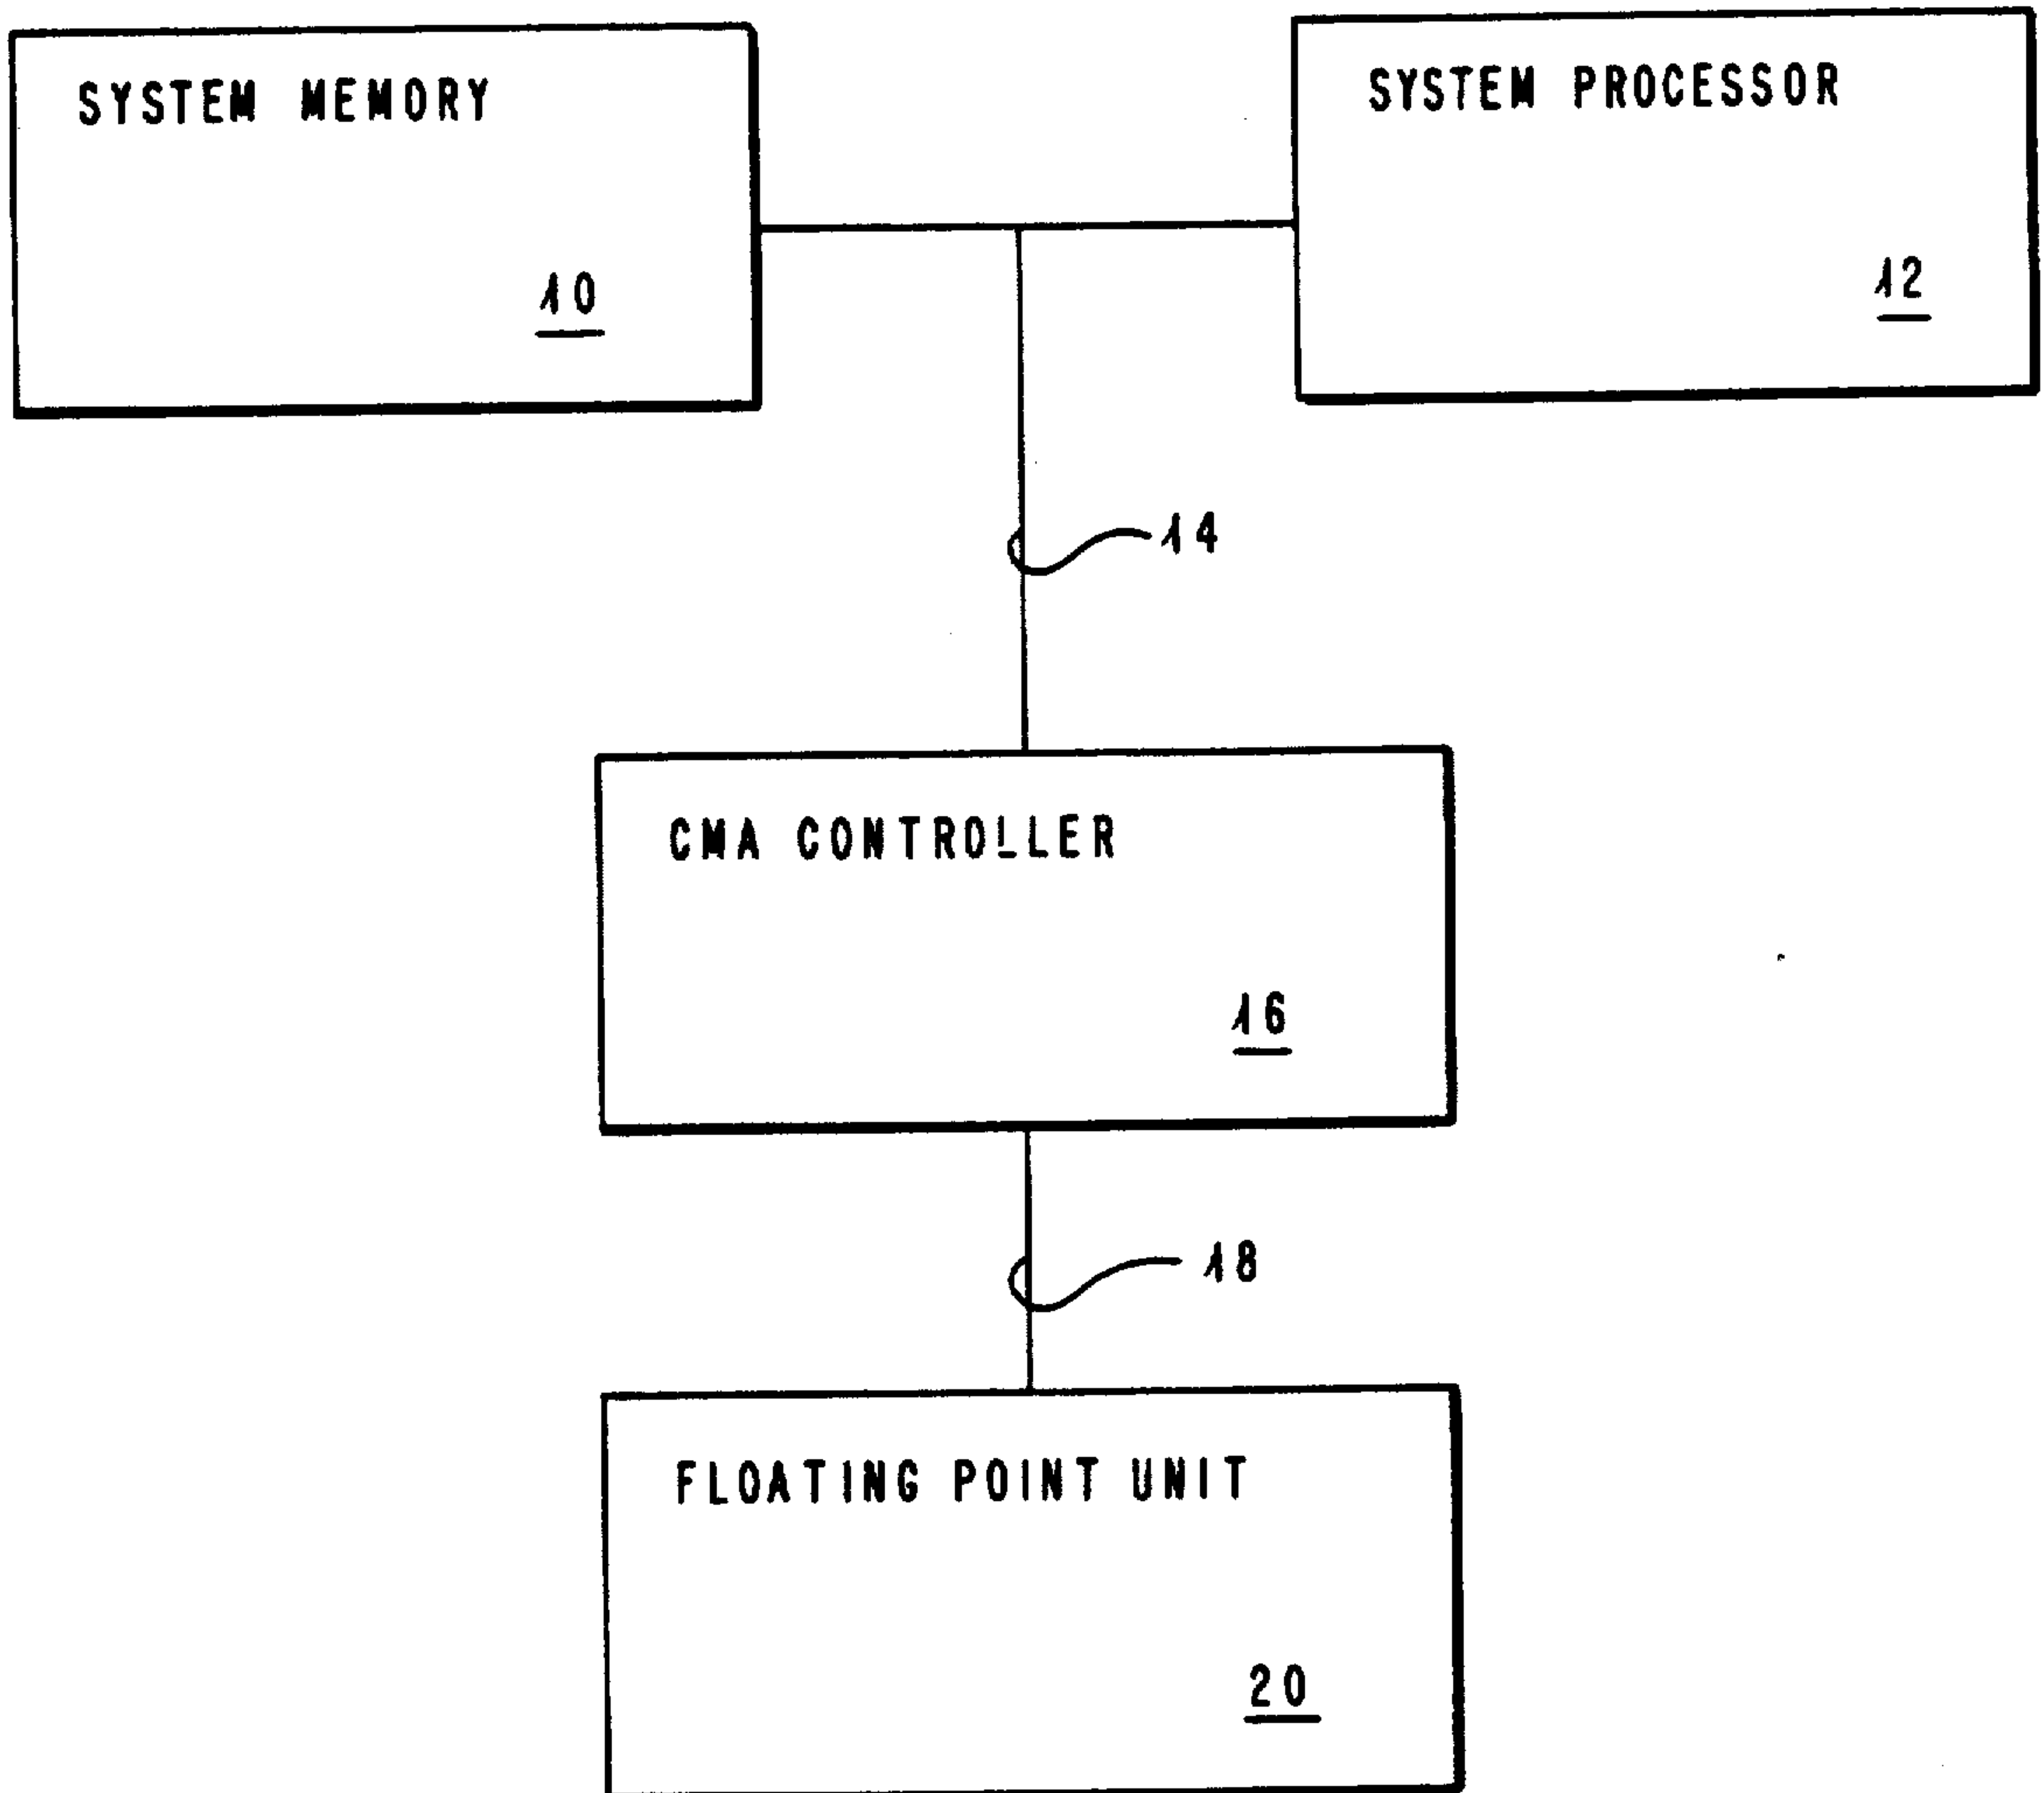 SYSTEM MEMORY
10
SYSTEM PROCESSOR
12
14
CMA CONTROLLER
16
18
FLOATING POINT UNIT
20